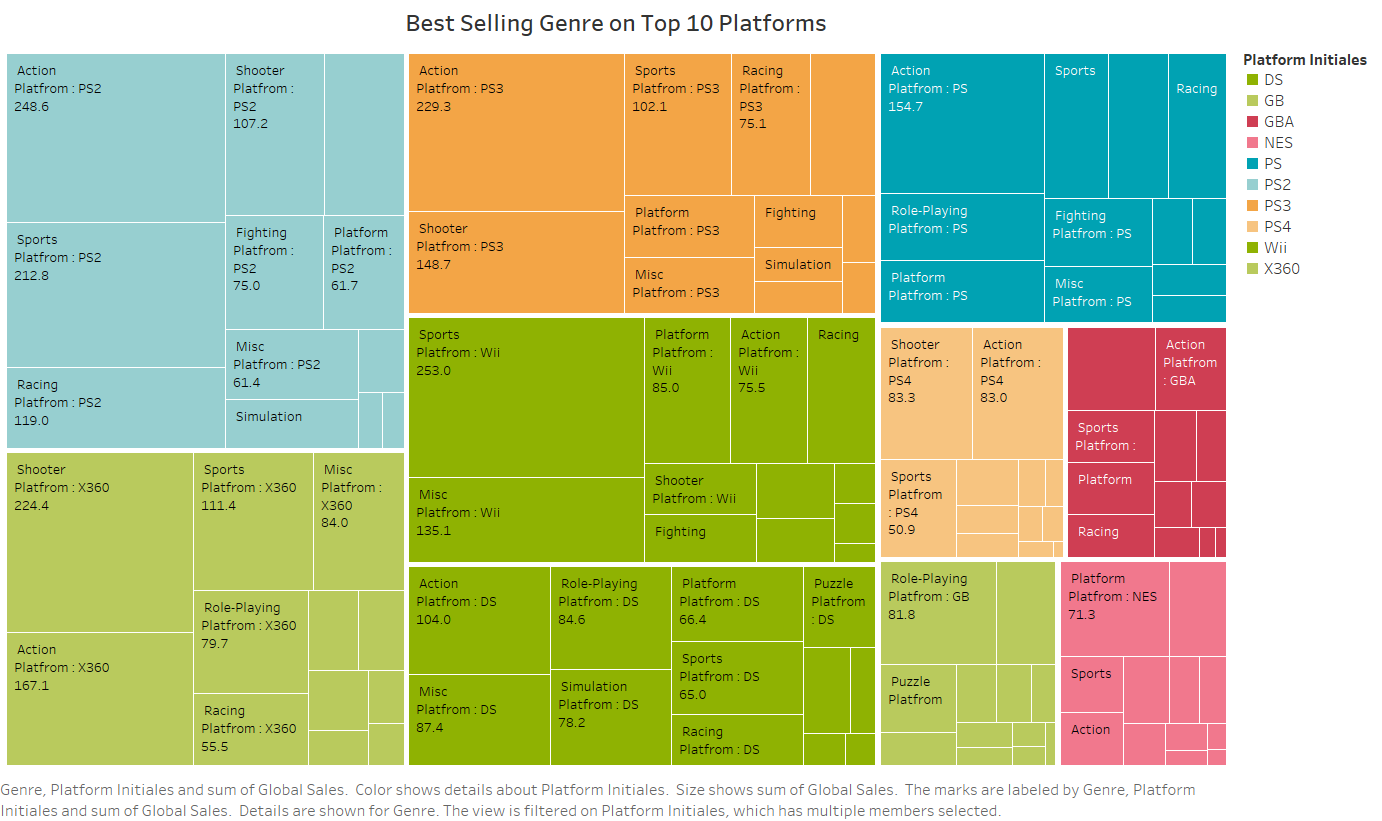 Best Selling Genre on Top 10 Platforms
Action
Platfrom : PS2
248.6
Sports
Platfrom : PS2
212.8
Racing
Platfrom : PS2
119.0
Shooter
Platfrom :
PS2
107.2
Fighting
Platfrom :
PS2
75.0
Platform
Platfrom :
PS2
61.7
Misc
Platfrom : PS2
61.4
Simulation
Shooter
Platfrom : X360
224.4
Action
Platfrom : X360
167.1
Sports
Platfrom : X360
111.4
Misc
Platfrom :
X360
84.0
Role-Playing
Platfrom : X360
79.7
Racing
Platfrom : X360
55.5
Action
Platfrom : PS3
229.3
Shooter
Platfrom : PS3
148.7
Sports
Platfrom : PS3
102.1
Racing
Platfrom :
PS3
75.1
Platform
Platfrom : PS3
Misc
Platfrom : PS3
Fighting
Simulation
Sports
Platfrom : Wii
253.0
Misc
Platfrom : Wii
135.1
Platform
Platfrom :
Wii
85.0
Action
Platfrom :
Wii
75.5
Racing
Shooter
Platfrom : Wii
Fighting
Action
Platfrom : DS
104.0
Misc
Platfrom : DS
87.4
Role-Playing
Platfrom : DS
84.6
Simulation
Platfrom : DS
78.2
Platform
Platfrom : DS
66.4
Sports
Platfrom : DS
65.0
Racing
Platfrom : DS
Puzzle
Platfrom
: DS
Action
Platfrom : PS
154.7
Role-Playing
Platfrom : PS
Platform
Platfrom : PS
Sports
Racing
Fighting
Platfrom : PS
Misc
Platfrom : PS
Shooter
Platfrom :
PS4
83.3
Action
Platfrom :
PS4
83.0
Sports
Platfrom
: PS4
50.9
Action
Platfrom
: GBA
Sports
Platfrom :
Platform
Racing
Role-Playing
Platfrom : GB
81.8
Puzzle
Platfrom
Platform
Platfrom : NES
71.3
Sports
Action
Platform Initiales
DS
GB
GBA
NES
PS
PS2
PS3
PS4
Wii
X360
Genre, Platform Initiales and sum of Global Sales.  Color shows details about Platform Initiales.  Size shows sum of Global Sales.  The marks are labeled by Genre, Platform
Initiales and sum of Global Sales.  Details are shown for Genre. The view is filtered on Platform Initiales, which has multiple members selected.